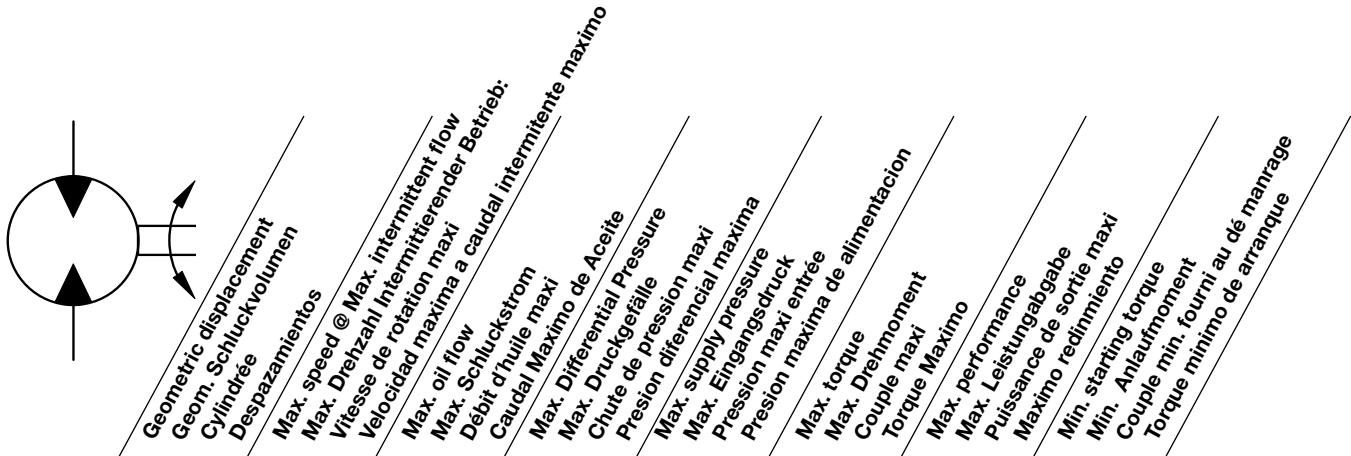 Geometric displacement
Geom. Schluckvolumen
Cylindrée
Despazamientos
Max. speed @ Max. intermittent flow
Max. Drehzahl Intermittierender Betrieb:
Vitesse de rotation maxi
Velocidad maxima a caudal intermitente maximo
Max. oil flow
Max. Schluckstrom
Débit d'huile maxi
Caudal Maximo de Aceite
Max. Differential Pressure
Max. Druckgefälle
Chute de pression maxi
Presion diferencial maxima
Max. supply pressure
Max. Eingangsdruck
Pression maxi entrée
Presion maxima de alimentacion
Max. torque
Max. Drehmoment
Couple maxi
Torque Maximo
Max. performance
Max. Leistungabgabe
Puissance de sortie maxi
Maximo redinmiento
Min. starting torque
Min. Anlaufmoment
Couple min. fourni au dé manrage
Torque minimo de arranque